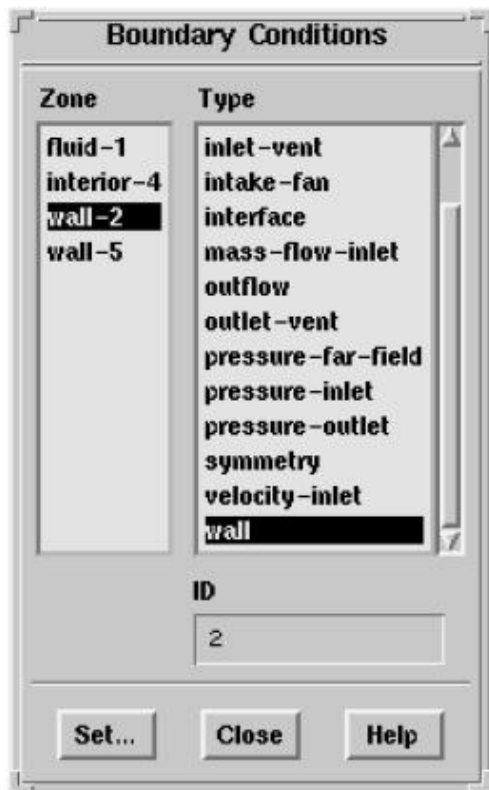 Boundary Conditions
Zone
fluid-1
interior-4
wall-2
wall-5
Type
inlet-vent
intake-fan
interface
mass-flow-inlet
outflow
outlet-vent
pressure-far-field
pressure-inlet
pressure-outlet
symmetry
velocity-inlet
wall
ID
2
Set...
Close
Help